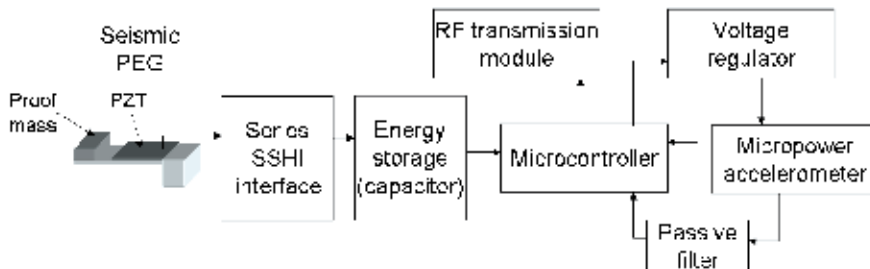 Seismic
PEG
Proof
mass
PZT
Series
SSHI
interface
Energy
storage
(capacitor)
RF transmission
module
Microcontroller
Voltage
regulator
Micropower
accelerometer
Passive
filter